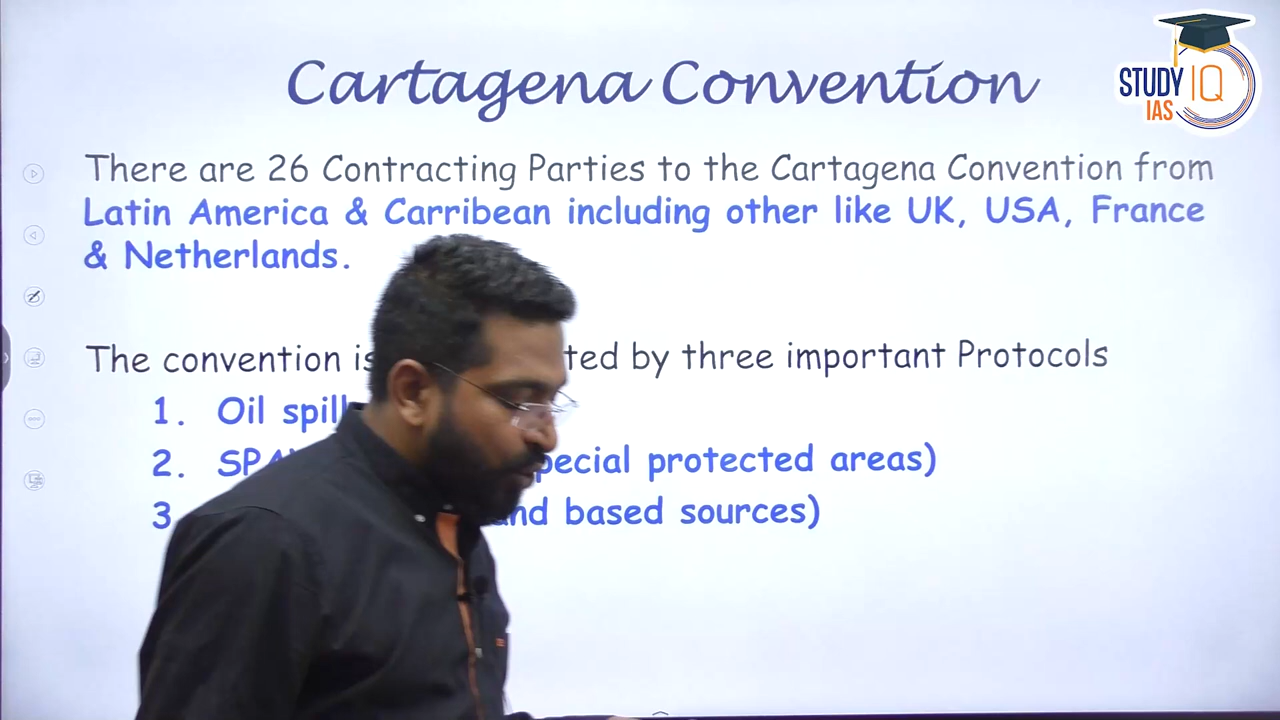 Cartagena Convention
STUDY IQ
IAS
There are 26 Contracting Parties to the Cartagena Convention from
Latin America & Carribean including other like UK, USA, France
& Netherlands.
The convention is ted by three important Protocols
1. Oil spill
2. SPA pecial protected areas)
3 and based sources)